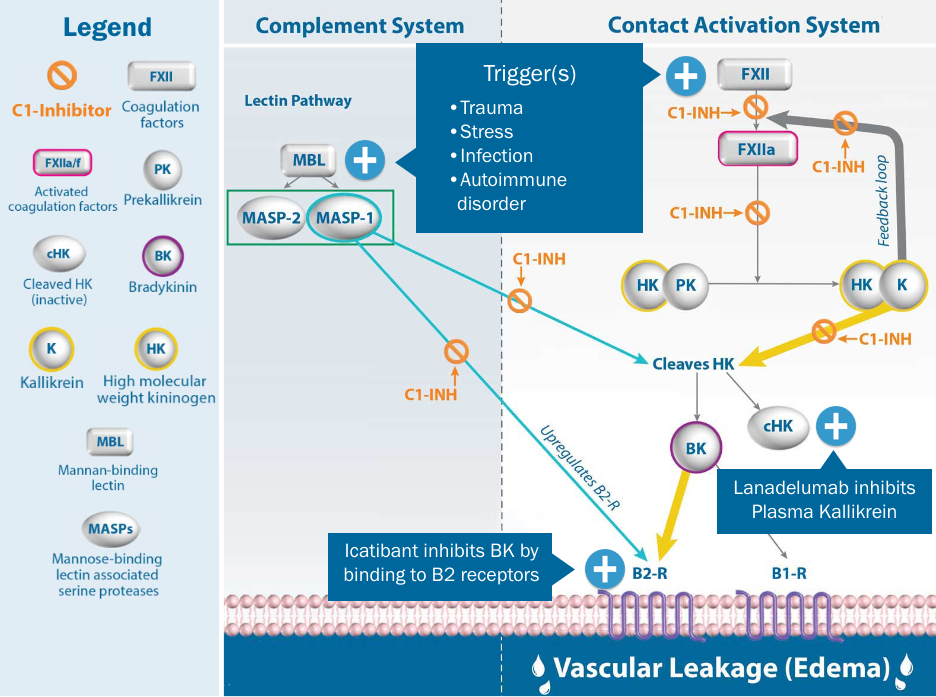 Legend
C1-Inhibitor
FXII
Coagulation
factors
FXIIa/f
Activated
coagulation factors
PK
Prekallikrein
cHK
Cleaved HK
(inactive)
BK
Bradykinin
K
Kallikrein
HK
High molecular
weight kininogen
MBL
Mannan-binding
lectin
MASPs
Mannose-binding
lectin associated
serine proteases
Complement System
Contact Activation System
Lectin Pathway
MBL
MASP-2
MASP-1
Trigger(s)
• Trauma
• Stress
• Infection
• Autoimmune
disorder
FXII
C1-INH
FXIIa
C1-INH
C1-INH
Feedback loop
C1-INH
HK
PK
HK
K
C1-INH
C1-INH
Cleaves HK
BK
cHK
Upregulates B2-R
Lanadelumab inhibits
Plasma Kallikrein
Icatibant inhibits BK by
binding to B2 receptors
B2-R
B1-R
Vascular Leakage (Edema)